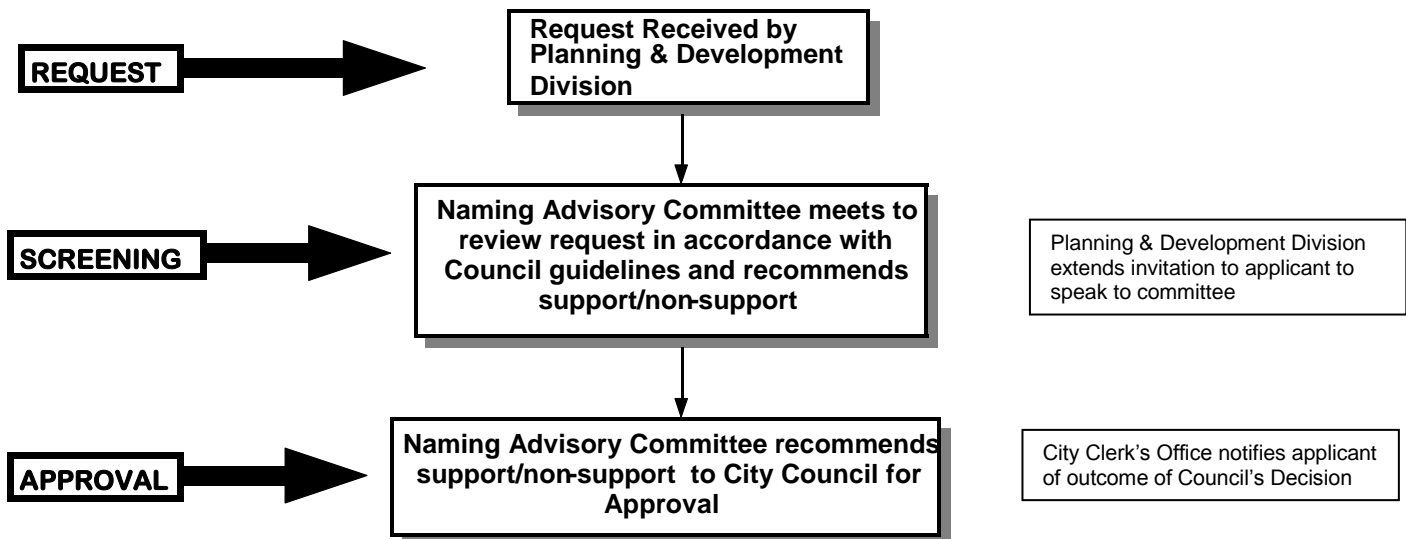 REQUEST
Request Received by
Planning & Development
Division
SCREENING
Naming Advisory Committee meets to
review request in accordance with
Council guidelines and recommends
support/non-support
Planning & Development Division
extends invitation to applicant to
speak to committee
APPROVAL
Naming Advisory Committee recommends
support/non-support to City Council for
Approval
City Clerk's Office notifies applicant
of outcome of Council's Decision